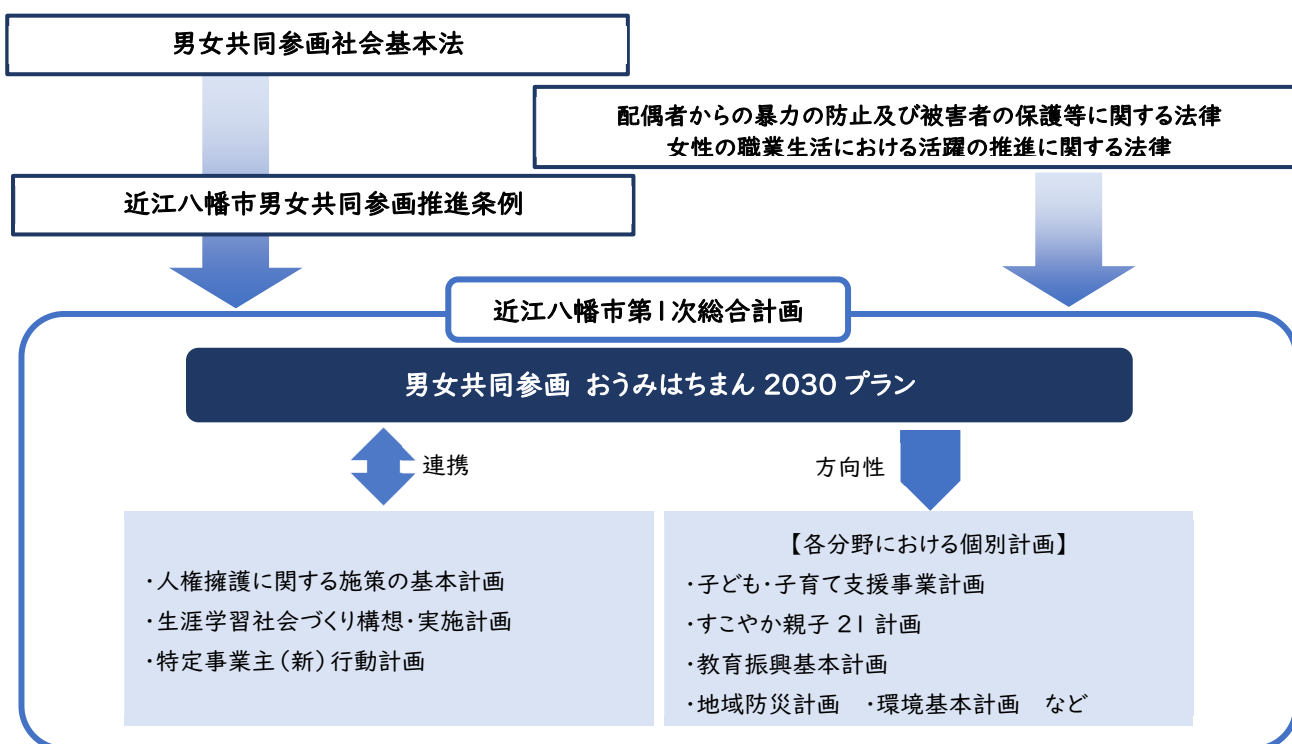 男女共同参画社会基本法
配偶者からの暴力の防止及び被害者の保護等に関する法律
女性の職業生活における活躍の推進に関する法律
近江八幡市男女共同参画推進条例
近江八幡市第1次総合計画
男女共同参画 おうみはちまん 2030 プラン
連携
方向性
・人権擁護に関する施策の基本計画
・生涯学習社会づくり構想・実施計画
・特定事業主(新)行動計画
【各分野における個別計画】
・子ども・子育て支援事業計画
・すこやか親子 21 計画
・教育振興基本計画
・地域防災計画　・環境基本計画　など